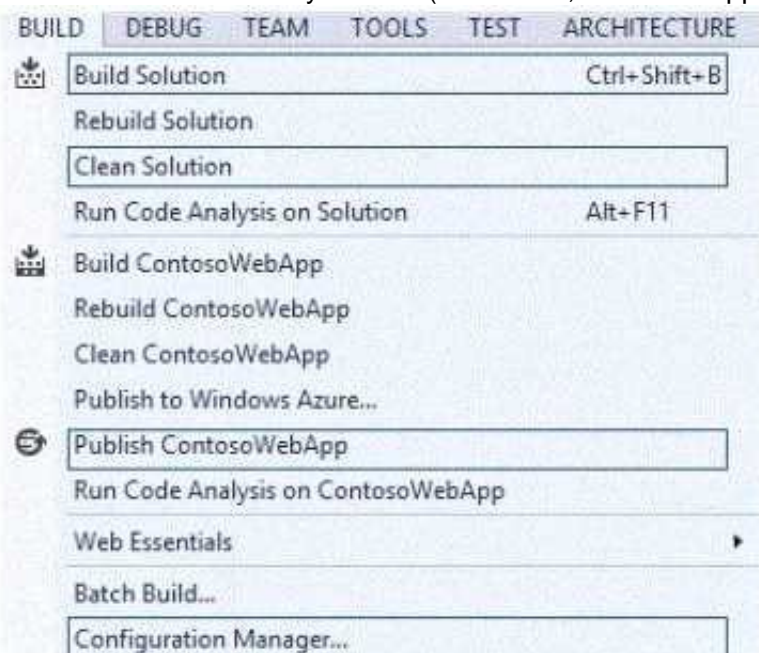 BUILD DEBUG TEAM TOOLS TEST ARCHITECTURE
Build Solution Ctrl+Shift+B
Rebuild Solution
Clean Solution
Run Code Analysis on Solution Alt+F11
Build ContosoWebApp
Rebuild ContosoWebApp
Clean ContosoWebApp
Publish to Windows Azure...
Publish ContosoWebApp
Run Code Analysis on ContosoWebApp
Web Essentials
Batch Build...
Configuration Manager...